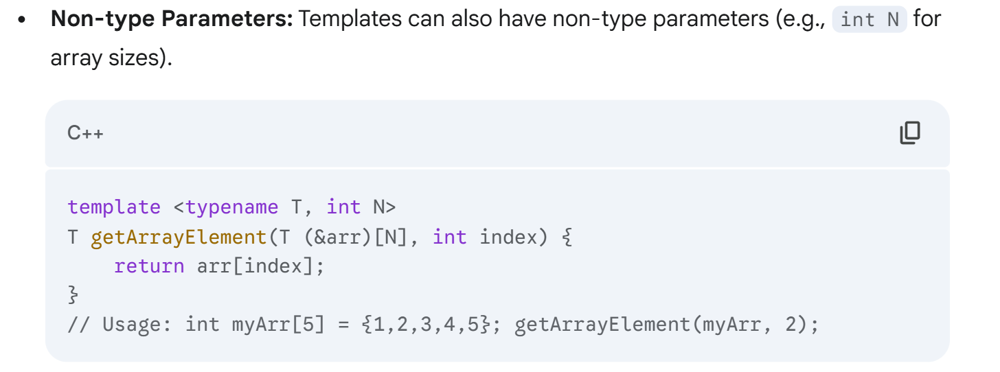 • Non-type Parameters: Templates can also have non-type parameters (e.g., int N for
array sizes).
C++
template <typename T, int N>
T getArrayElement(T (&arr)[N], int index) {
    return arr[index];
}
// Usage: int myArr[5] = {1,2,3,4,5}; getArrayElement(myArr, 2);